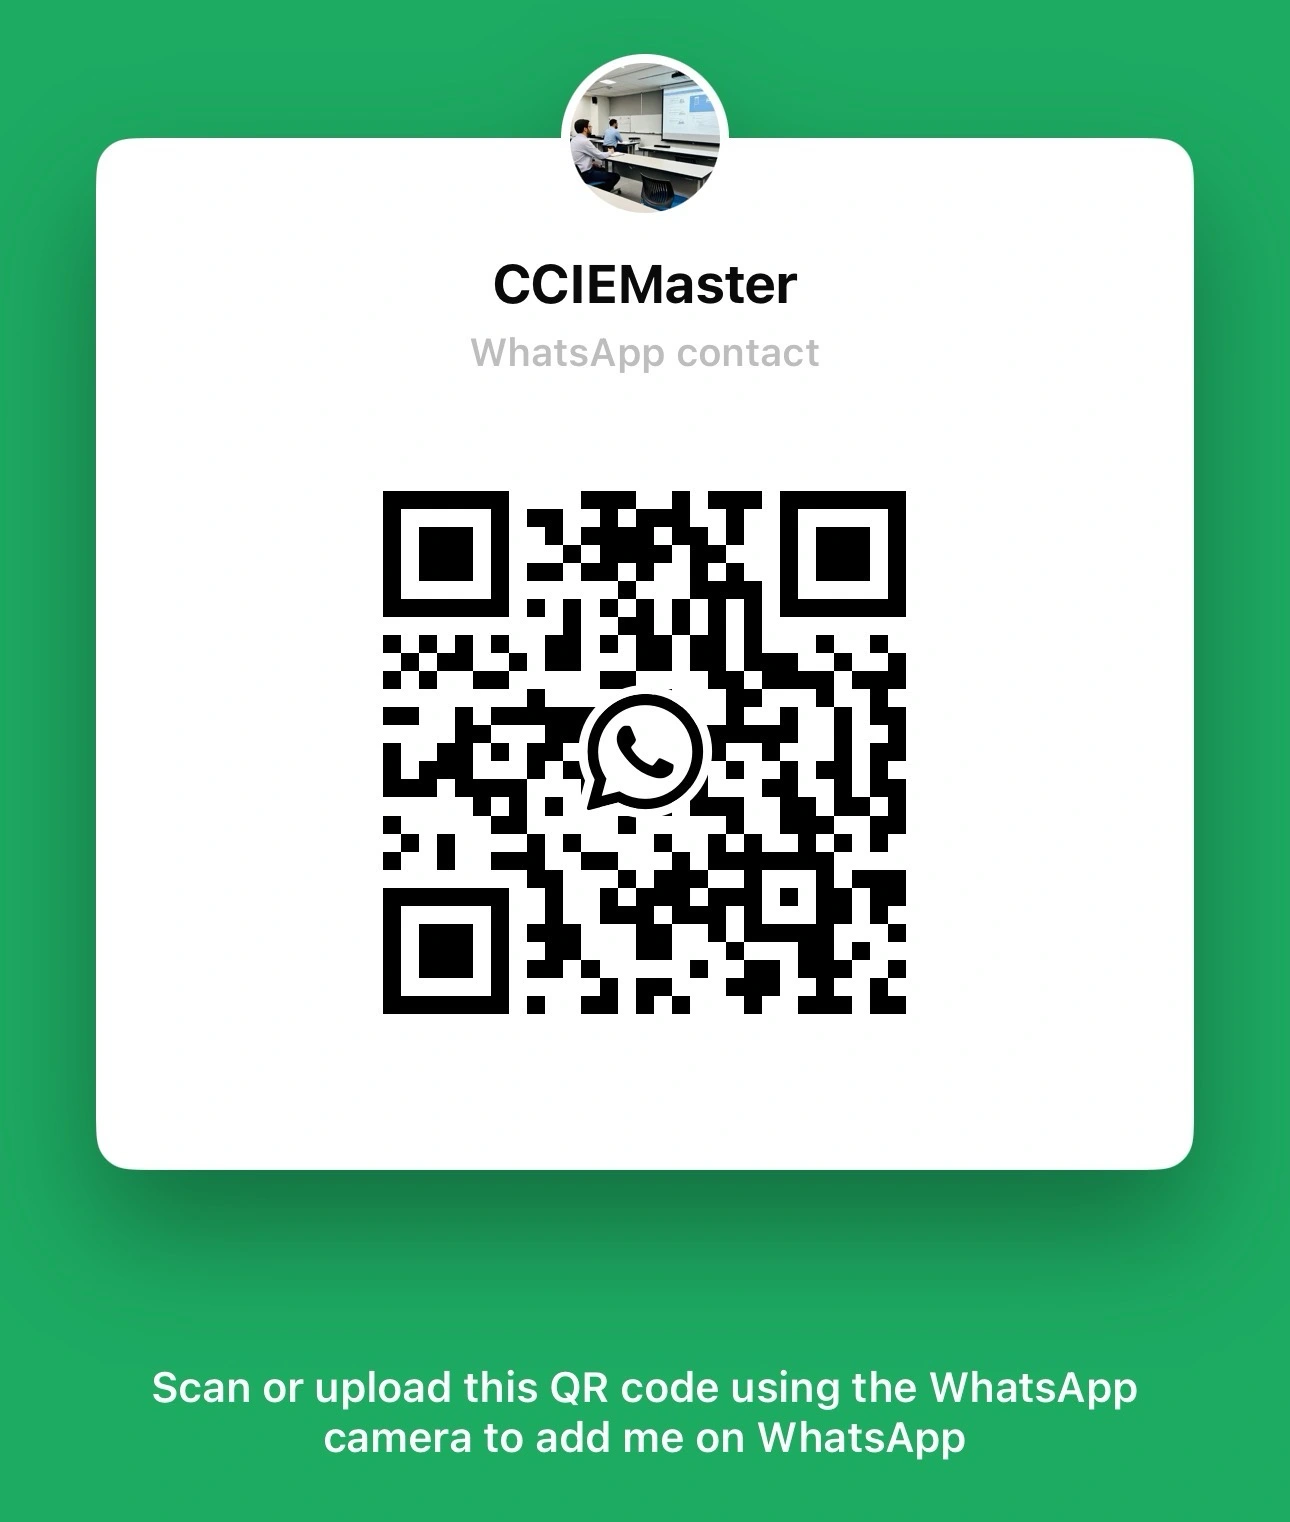 CCIEMaster
WhatsApp contact
Scan or upload this QR code using the WhatsApp
camera to add me on WhatsApp